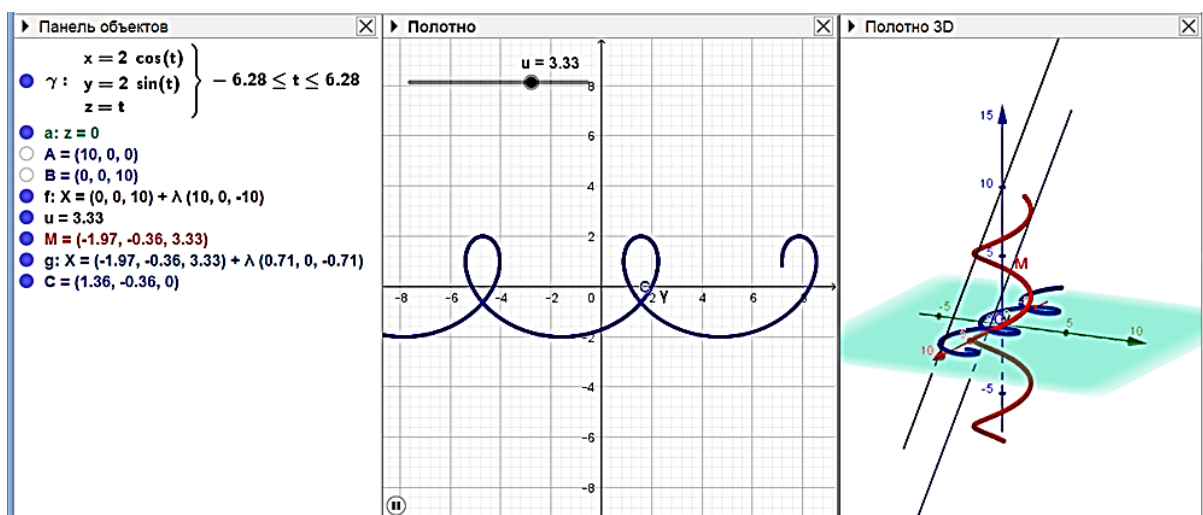 Панель объектов
γ: x = 2 cos(t)
y = 2 sin(t)
z = t
− 6.28 ≤ t ≤ 6.28
a: z = 0
A = (10, 0, 0)
B = (0, 0, 10)
f: X = (0, 0, 10) + λ (10, 0, -10)
u = 3.33
M = (-1.97, -0.36, 3.33)
g: X = (-1.97, -0.36, 3.33) + λ (0.71, 0, -0.71)
C = (1.36, -0.36, 0)
Полотно
u = 3.33
8
6
4
2
-8 -6 -4 -2 0 2 4 6 8
γ
-2
-4
-6
-8
Полотно 3D
15
10
5
M
-5
5
10
5
10
-5